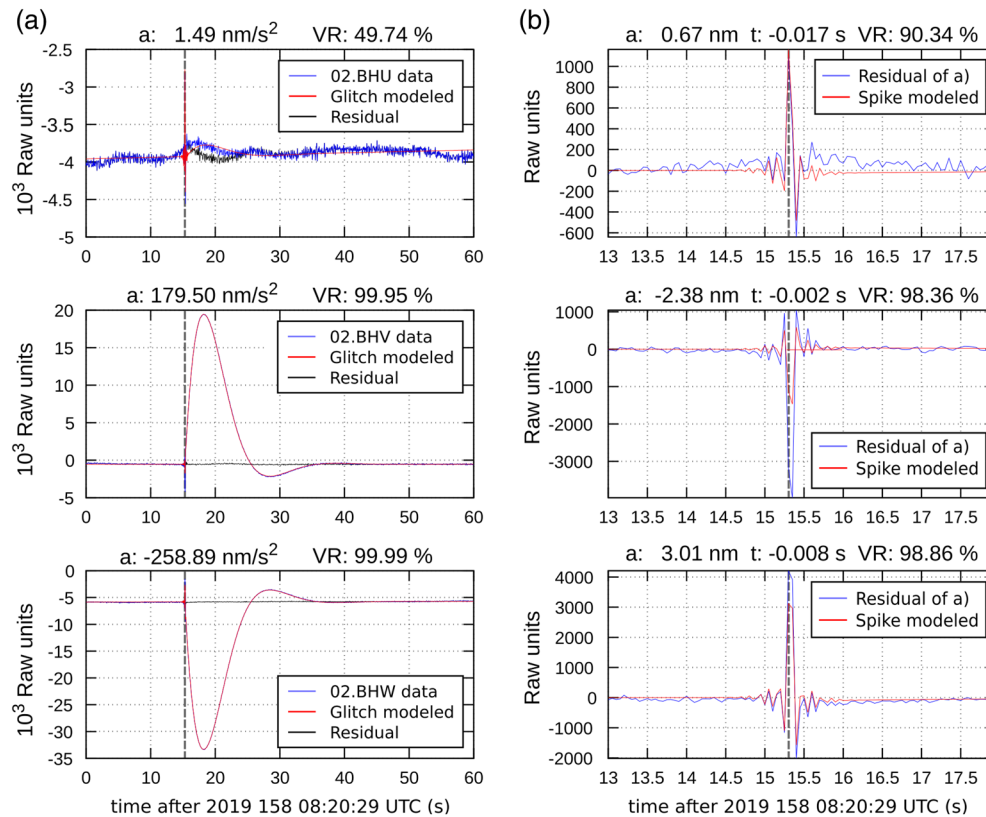 (a)
a: 1.49 nm/s2 VR: 49.74 %
10^3 Raw units
-2.5
-3
-3.5
-4
-4.5
-5
02.BHU data
Glitch modeled
Residual
0 10 20 30 40 50 60
a: 179.50 nm/s2 VR: 99.95 %
10^3 Raw units
20
15
10
5
0
-5
02.BHV data
Glitch modeled
Residual
0 10 20 30 40 50 60
a: -258.89 nm/s2 VR: 99.99 %
10^3 Raw units
0
-5
-10
-15
-20
-25
-30
-35
02.BHW data
Glitch modeled
Residual
0 10 20 30 40 50 60
time after 2019 158 08:20:29 UTC (s)
(b)
a: 0.67 nm t: -0.017 s VR: 90.34 %
Raw units
1000
800
600
400
200
0
-200
-400
-600
Residual of a)
Spike modeled
13 13.5 14 14.5 15 15.5 16 16.5 17 17.5
a: -2.38 nm t: -0.002 s VR: 98.36 %
Raw units
1000
0
-1000
-2000
-3000
Residual of a)
Spike modeled
13 13.5 14 14.5 15 15.5 16 16.5 17 17.5
a: 3.01 nm t: -0.008 s VR: 98.86 %
Raw units
4000
3000
2000
1000
0
-1000
-2000
Residual of a)
Spike modeled
13 13.5 14 14.5 15 15.5 16 16.5 17 17.5
time after 2019 158 08:20:29 UTC (s)